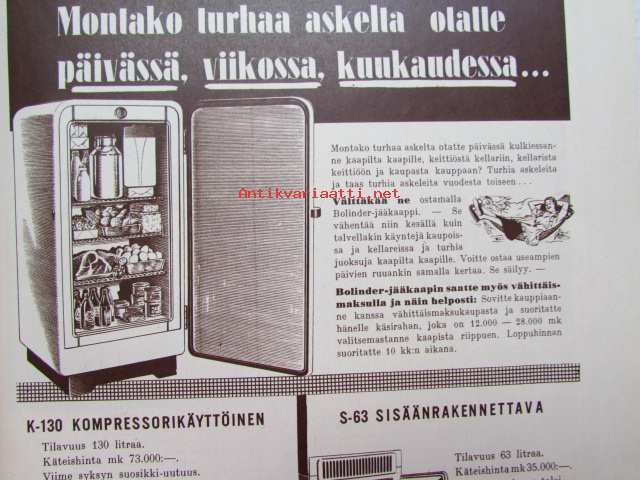 Montako turhaa askelta otatte
päivässä, viikossa, kuukaudessa...
Montako turhaa askelta otatte päivässä kulkiessan-
ne kaapilta kaapille, keittiöstä kellariin, kellarista
keittiöön ja kaupasta kauppaan? Turhia askeleita
ja taas turhia askeleita vuodesta toiseen...
Välttäkää ne ostamalla
Bolinder-jääkaappi. — Se
vähentää niin kesällä kuin
talvellakin käyntejä kaupois-
sa ja kellareissa ja turhia
juoksuja kaapilta kaapille. Voitte ostaa useampien
päivien ruuankin samalla kertaa. Se säilyy. —
Bolinder-jääkaapin saatte myös vähittäis-
maksulla ja näin helposti: Sovitte kauppiaan-
ne kanssa vähittäismaksukaupasta ja suoritatte
hänelle käsirahan, joka on 12.000 — 28.000 mk
valitsemastanne kaapista riippuen. Loppuhinnan
suoritatte 10 kk:n aikana.
Antikvariaatti.net
K-130 KOMPRESSORIKÄYTTÖINEN
Tilavuus 130 litraa.
Käteishinta mk 73.000:—.
Viime syksyn suosikki-uutuus.
S-63 SISÄÄNRAKENNETTAVA
Tilavuus 63 litraa.
Käteishinta mk 35.000:—.